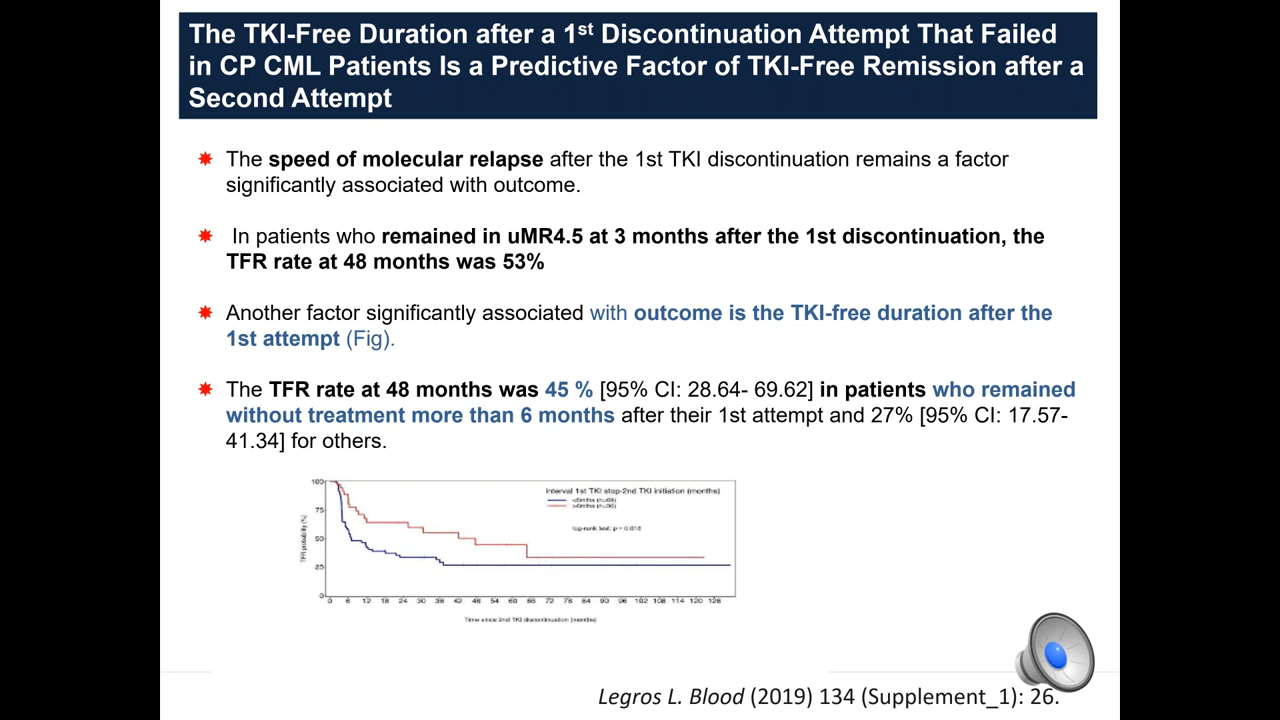 The TKI-Free Duration after a 1st Discontinuation Attempt That Failed
in CP CML Patients Is a Predictive Factor of TKI-Free Remission after a
Second Attempt
The speed of molecular relapse after the 1st TKI discontinuation remains a factor
significantly associated with outcome.
In patients who remained in uMR4.5 at 3 months after the 1st discontinuation, the
TFR rate at 48 months was 53%
Another factor significantly associated with outcome is the TKI-free duration after the
1st attempt (Fig).
The TFR rate at 48 months was 45 % [95% CI: 28.64- 69.62] in patients who remained
without treatment more than 6 months after their 1st attempt and 27% [95% CI: 17.57-
41.34] for others.
Interval 1st TKI stop-2nd TKI initiation (months)
log-rank test: p = 0.018
TFR probability (%)
100
75
50
25
0
0 6 12 18 24 30 36 42 48 54 60 66 72 78 84 90 96 102 108 114 120 126
Time since 2nd TKI discontinuation (months)
Legros L. Blood (2019) 134 (Supplement_1): 26.